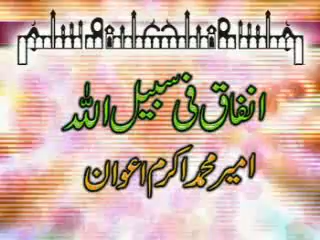 انفاق فی سبیل اللہ
امیر محمد اکرم اعوان